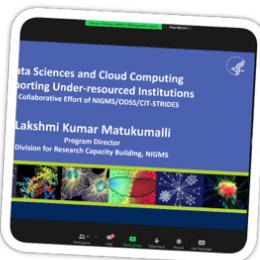 ata Sciences and Cloud Computing
porting Under-resourced Institutions
Collaborative Effort of NIGMS/ODSS/CIT-STRIDES
Lakshmi Kumar Matukumalli
Program Director
Division for Research Capacity Building, NIGMS